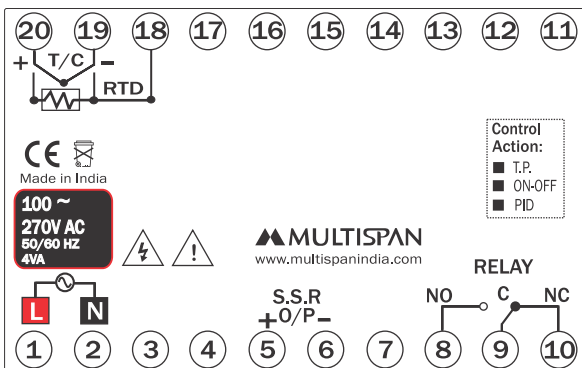 20 19 18 17 16 15 14 13 12 11
+ T/C -
RTD
CE
Made in India
100 ~
270V AC
50/60 HZ
4VA
Control
Action:
T.P.
ON-OFF
PID
MULTISPAN
www.multispanindia.com
RELAY
NO C NC
S.S.R
+ O/P -
L N
1 2 3 4 5 6 7 8 9 10